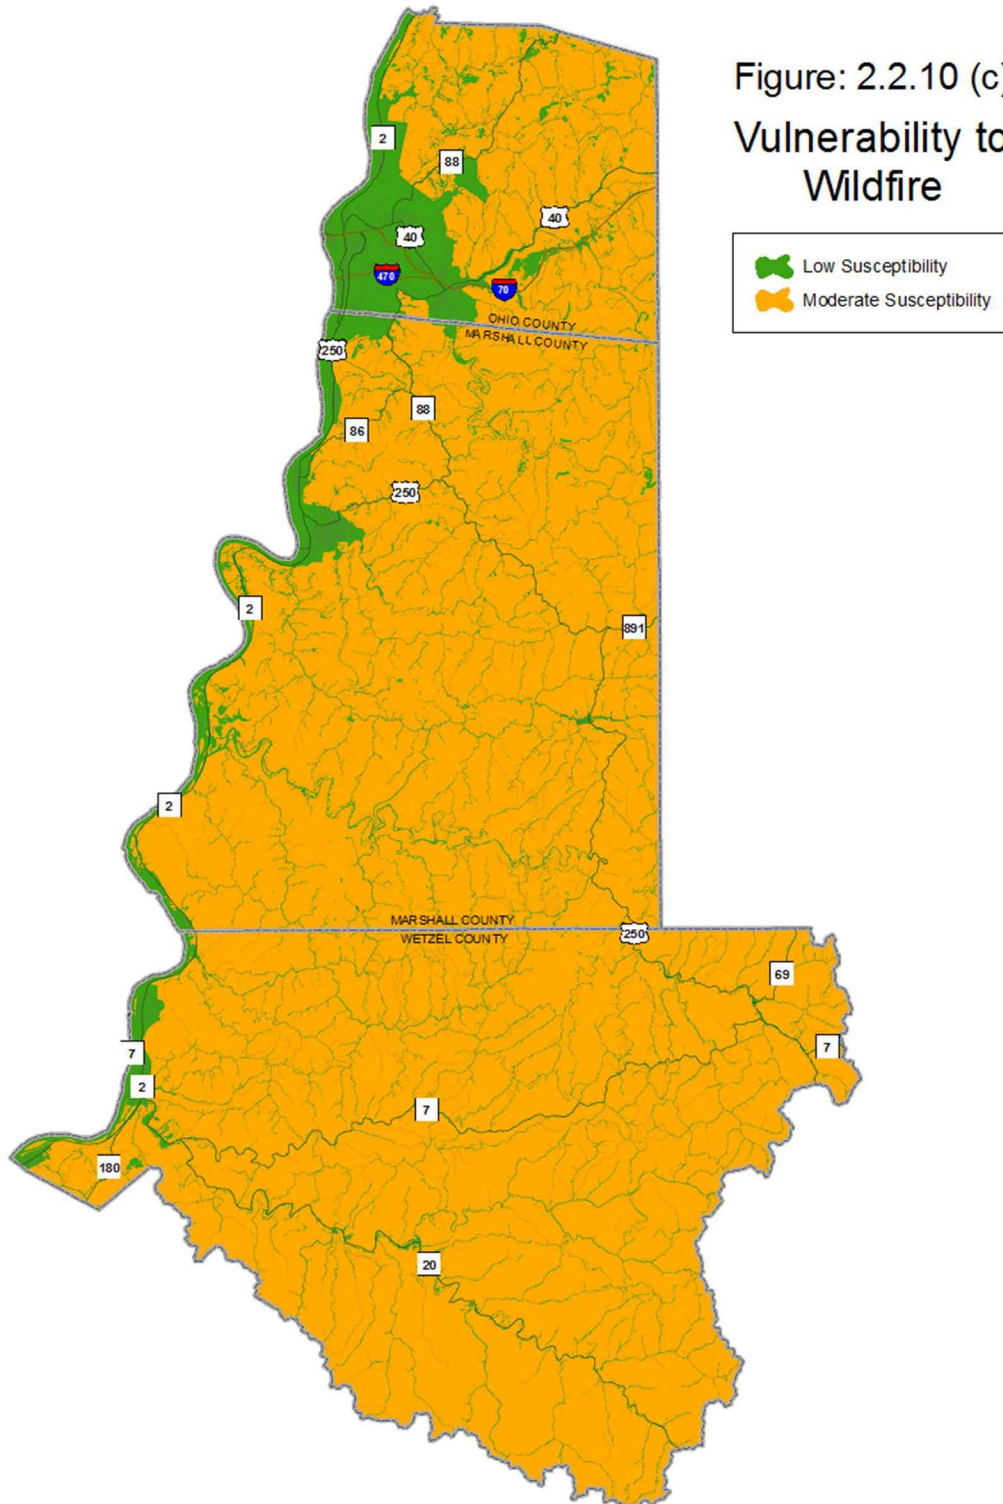 Figure: 2.2.10 (c)
Vulnerability to
Wildfire
Low Susceptibility
Moderate Susceptibility
2
88
40
40
470
70
OHIO COUNTY
MARSHALL COUNTY
250
88
86
250
2
891
2
MARSHALL COUNTY
WETZEL COUNTY
250
69
7
7
2
7
180
20